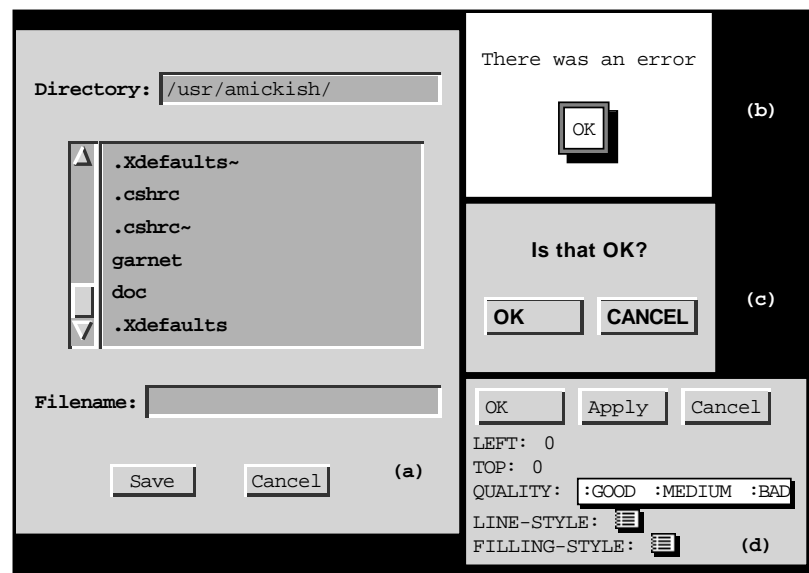 Directory: /usr/amickish/
.Xdefaults~
.cshrc
.cshrc~
garnet
doc
.Xdefaults
Filename:
Save Cancel (a)
There was an error
OK
(b)
Is that OK?
OK CANCEL
(c)
OK Apply Cancel
LEFT: 0
TOP: 0
QUALITY: :GOOD :MEDIUM :BAD
LINE-STYLE:
FILLING-STYLE:
(d)